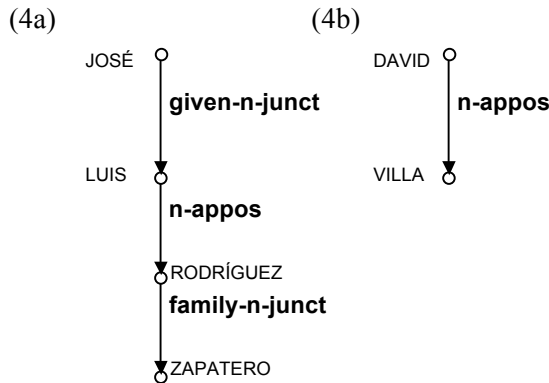 (4a)
JOSÉ
given-n-junct
LUIS
n-appos
RODRÍGUEZ
family-n-junct
ZAPATERO
(4b)
DAVID
n-appos
VILLA